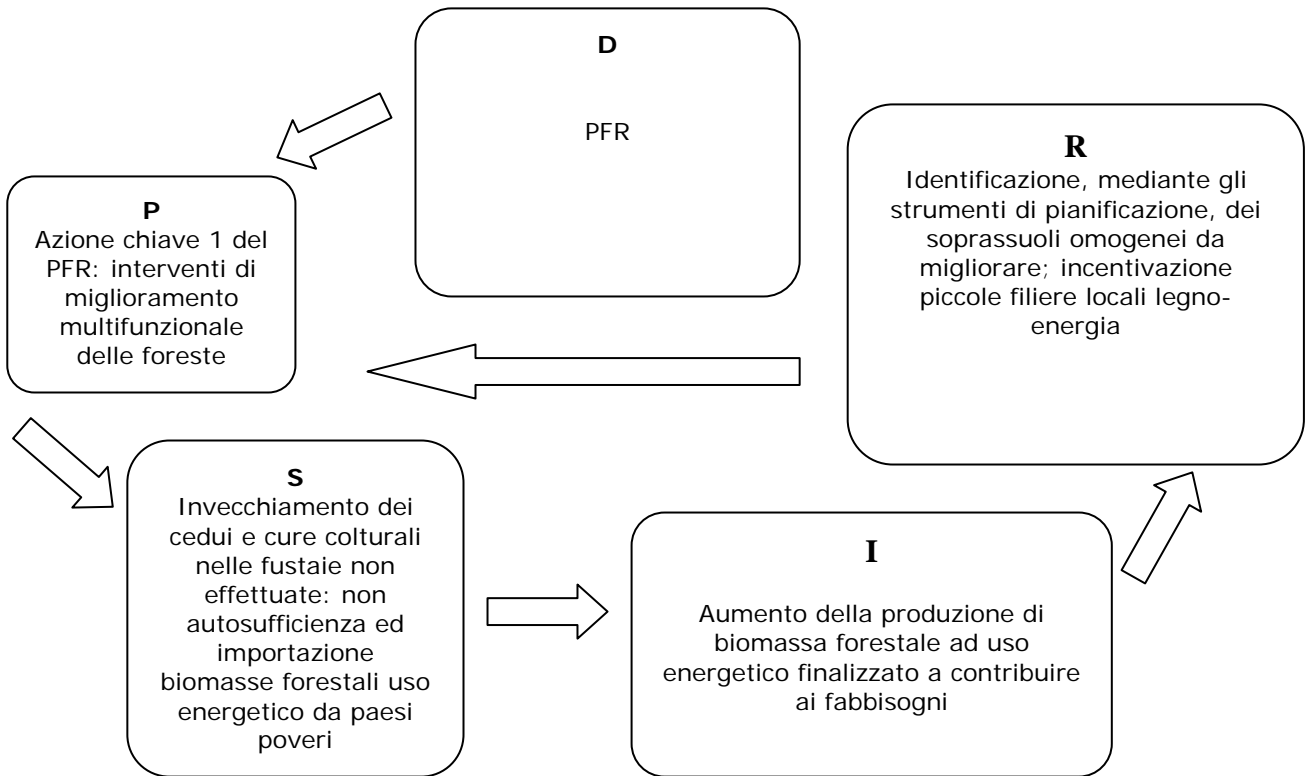 D
PFR
P
Azione chiave 1 del
PFR: interventi di
miglioramento
multifunzionale
delle foreste
R
Identificazione, mediante gli
strumenti di pianificazione, dei
soprassuoli omogenei da
migliorare; incentivazione
piccole filiere locali legno-
energia
S
Invecchiamento dei
cedui e cure colturali
nelle fustaie non
effettuate: non
autosufficienza ed
importazione
biomasse forestali uso
energetico da paesi
poveri
I
Aumento della produzione di
biomassa forestale ad uso
energetico finalizzato a contribuire
ai fabbisogni